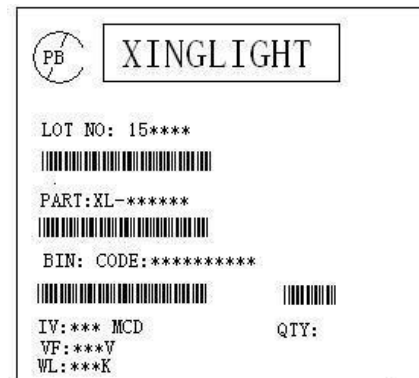 PB
XINGLIGHT
LOT NO: 15****
PART:XL-******
BIN: CODE:**********
IV:*** MCD QTY:
VF:***V
WL:***K